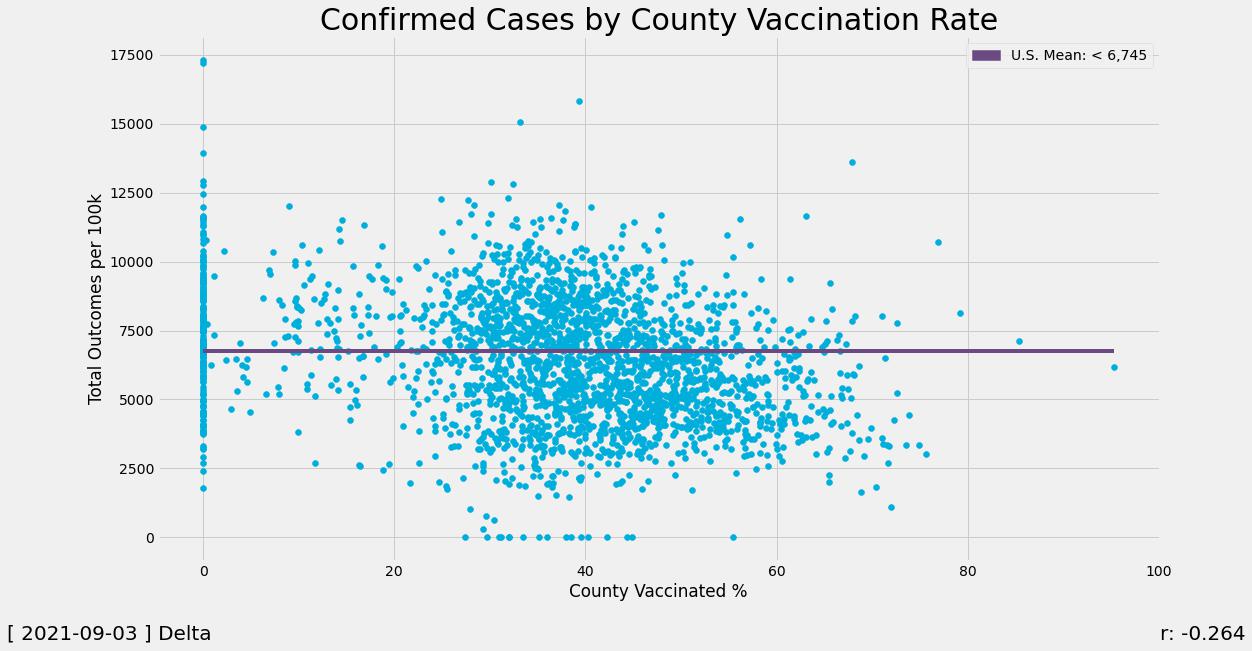 Confirmed Cases by County Vaccination Rate
U.S. Mean: < 6,745
17500
15000
12500
10000
7500
5000
2500
0
Total Outcomes per 100k
0 20 40 60 80 100
County Vaccinated %
[ 2021-09-03 ] Delta
r: -0.264